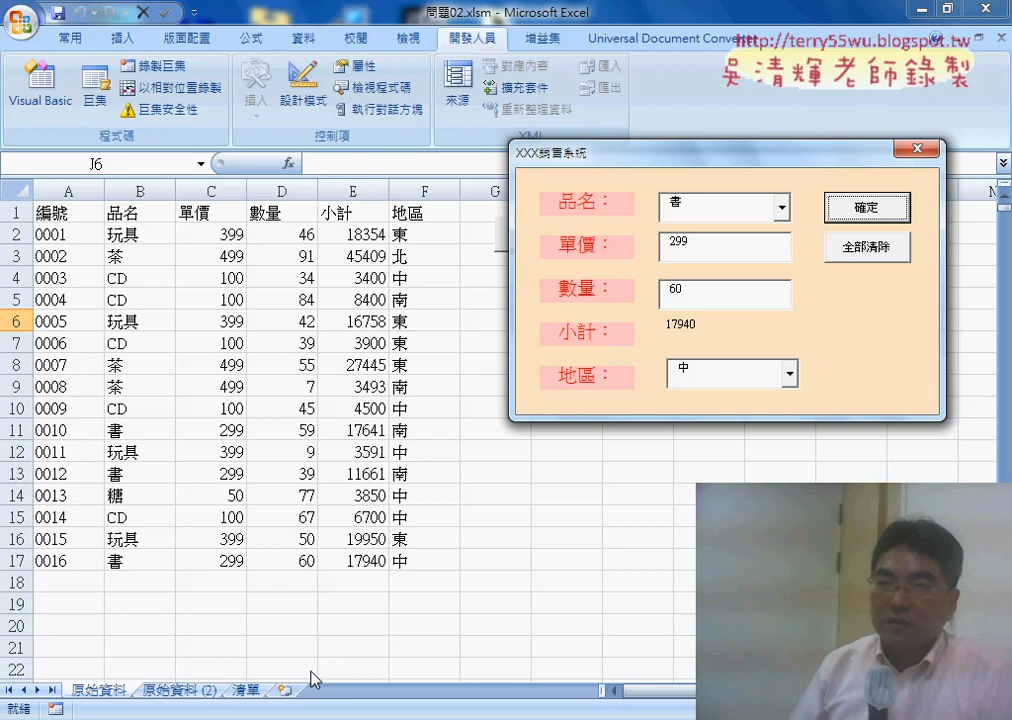 問題02.xlsm - Microsoft Excel
常用 插入 版面配置 公式 資料 校閱 檢視 開發人員 增益集 Universal Document Conve
http://terry55wu.blogspot.tw
吳清輝老師錄製
Visual Basic 巨集 錄製巨集 以相對位置錄製 巨集安全性 程式碼
插入 設計模式 屬性 檢視程式碼 執行對話方塊 控制項
來源 對應內容 擴充套件 重新整理資料 匯入 匯出 XML
J6 fx
A B C D E F G
1 編號 品名 單價 數量 小計 地區
2 0001 玩具 399 46 18354 東
3 0002 茶 499 91 45409 北
4 0003 CD 100 34 3400 中
5 0004 CD 100 84 8400 南
6 0005 玩具 399 42 16758 東
7 0006 CD 100 39 3900 東
8 0007 茶 499 55 27445 東
9 0008 茶 499 7 3493 南
10 0009 CD 100 45 4500 中
11 0010 書 299 59 17641 南
12 0011 玩具 399 9 3591 中
13 0012 書 299 39 11661 南
14 0013 糖 50 77 3850 中
15 0014 CD 100 67 6700 中
16 0015 玩具 399 50 19950 東
17 0016 書 299 60 17940 中
18
19
20
21
22
XXX銷售系統
品名： 書 確定
單價： 299 全部清除
數量： 60
小計： 17940
地區： 中
原始資料 原始資料 (2) 清單
就緒